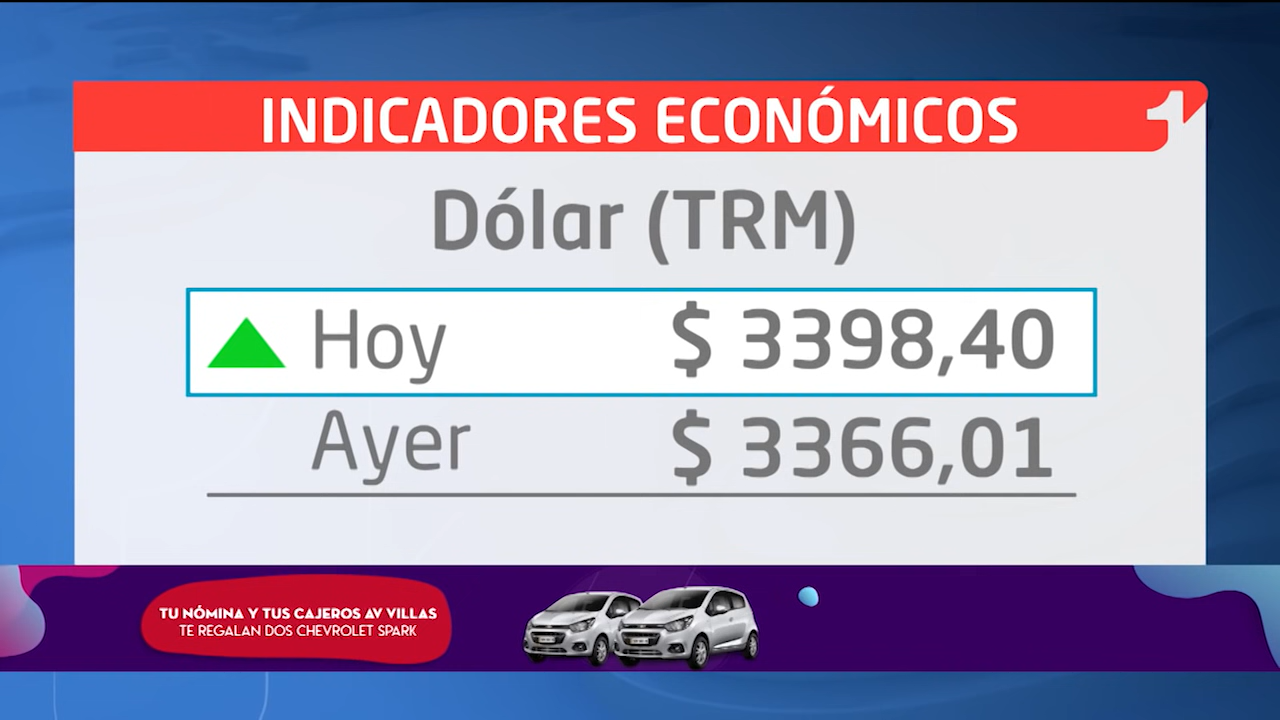 INDICADORES ECONÓMICOS
1
Dólar (TRM)
Hoy $ 3398,40
Ayer $ 3366,01
TU NÓMINA Y TUS CAJEROS AV VILLAS
TE REGALAN DOS CHEVROLET SPARK